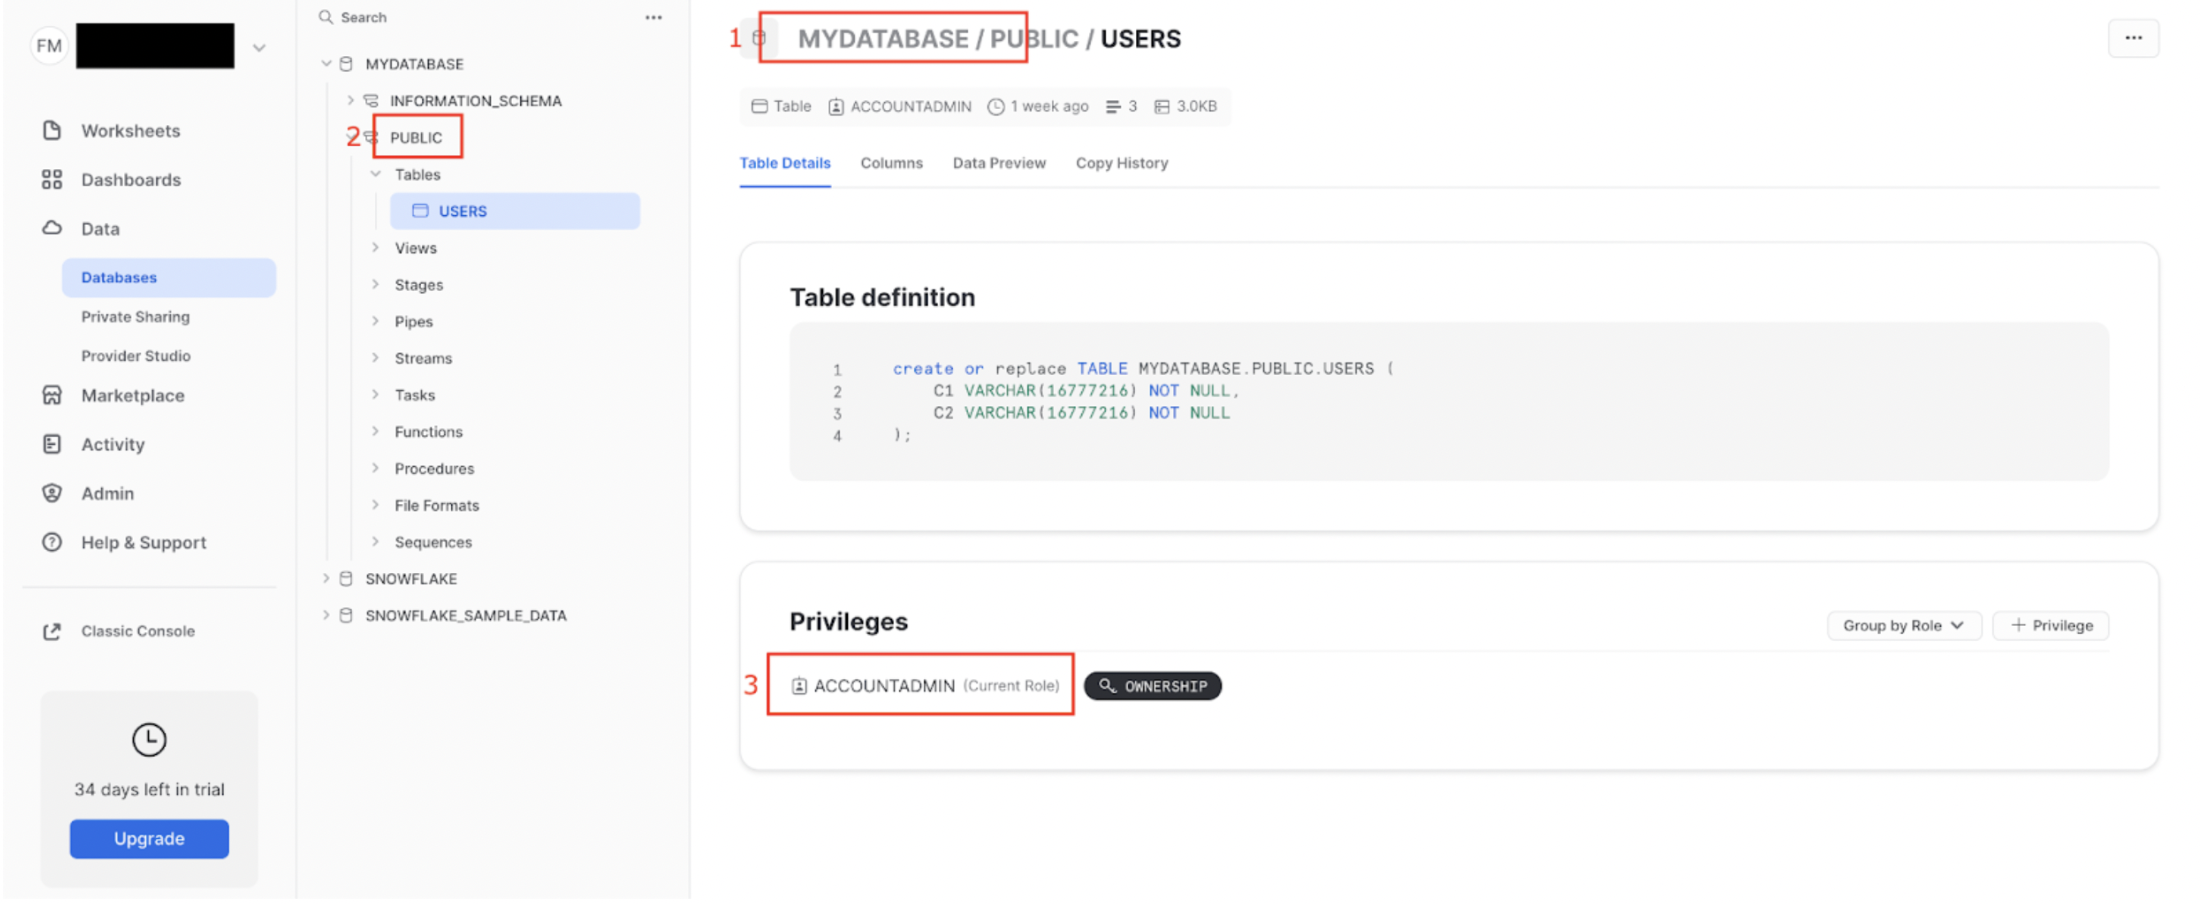 FM
Worksheets
Dashboards
Data
Databases
Private Sharing
Provider Studio
Marketplace
Activity
Admin
Help & Support
Classic Console
34 days left in trial
Upgrade
Search
MYDATABASE
INFORMATION_SCHEMA
2 PUBLIC
Tables
USERS
Views
Stages
Pipes
Streams
Tasks
Functions
Procedures
File Formats
Sequences
SNOWFLAKE
SNOWFLAKE_SAMPLE_DATA
1 MYDATABASE / PUBLIC / USERS
Table ACCOUNTADMIN 1 week ago 3 3.0KB
Table Details Columns Data Preview Copy History
Table definition
1 create or replace TABLE MYDATABASE.PUBLIC.USERS (
2 C1 VARCHAR(16777216) NOT NULL,
3 C2 VARCHAR(16777216) NOT NULL
4 );
Privileges
Group by Role + Privilege
3 ACCOUNTADMIN (Current Role) OWNERSHIP